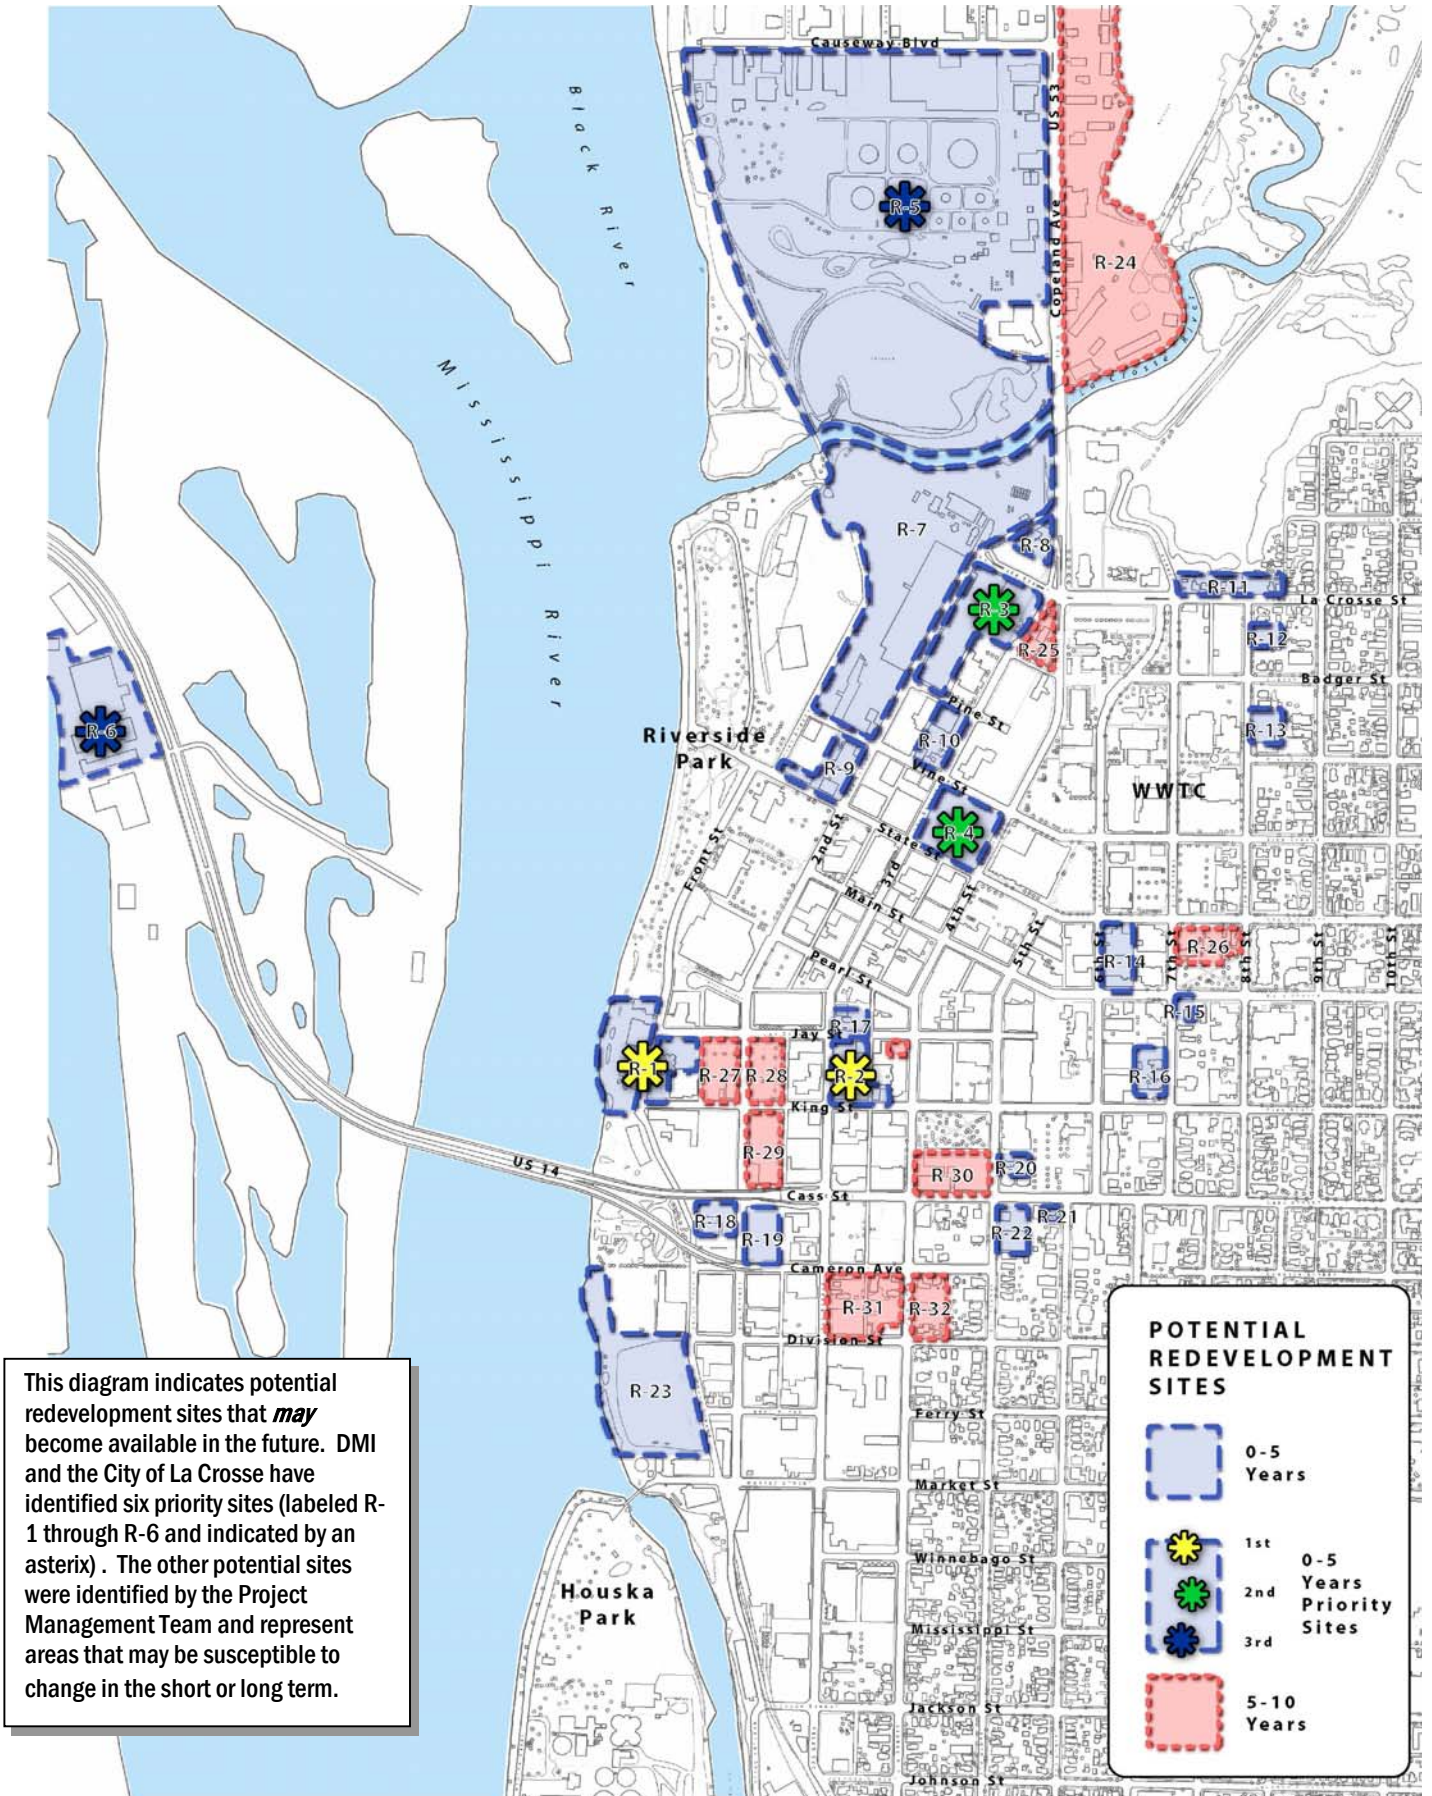 Causeway Blvd
US 53
Black River
R-5
Copeland Ave
R-24
La Crosse River
Mississippi River
R-7
R-8
R-3
R-11
La Crosse St
R-12
R-25
Badger St
R-6
Pine St
R-13
Riverside
Park
R-10
R-9
Vine St
WWTC
R-4
State St
2nd St
Front St
3rd
Main St
4th St
5th St
6th St
R-14
7th St
R-26
8th St
9th St
10th St
Pearl St
R-15
R-17
Jay St
R-1
R-27
R-28
R-2
R-16
King St
R-29
US 14
R-30
R-20
Cass St
R-18
R-19
R-21
R-22
Cameron Ave
R-31
R-32
Division St
R-23
Ferry St
Market St
Winnebago St
Houska
Park
Mississippi St
Jackson St
Johnson St
This diagram indicates potential
redevelopment sites that may
become available in the future. DMI
and the City of La Crosse have
identified six priority sites (labeled R-
1 through R-6 and indicated by an
asterix) . The other potential sites
were identified by the Project
Management Team and represent
areas that may be susceptible to
change in the short or long term.
POTENTIAL
REDEVELOPMENT
SITES
0-5
Years
1st
2nd
3rd
0-5
Years
Priority
Sites
5-10
Years